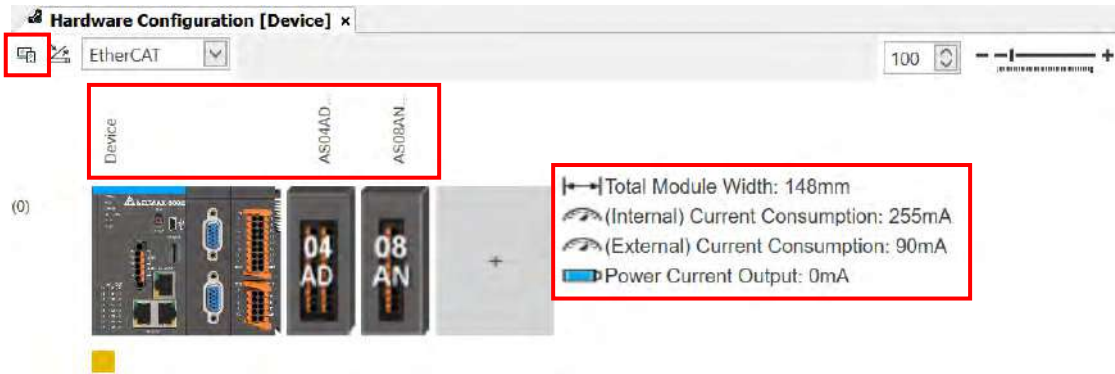 Hardware Configuration [Device] ×
EtherCAT
100
Device
AS04AD...
AS08AN...
Total Module Width: 148mm
(Internal) Current Consumption: 255mA
(External) Current Consumption: 90mA
Power Current Output: 0mA
(0)
04
AD
08
AN
+